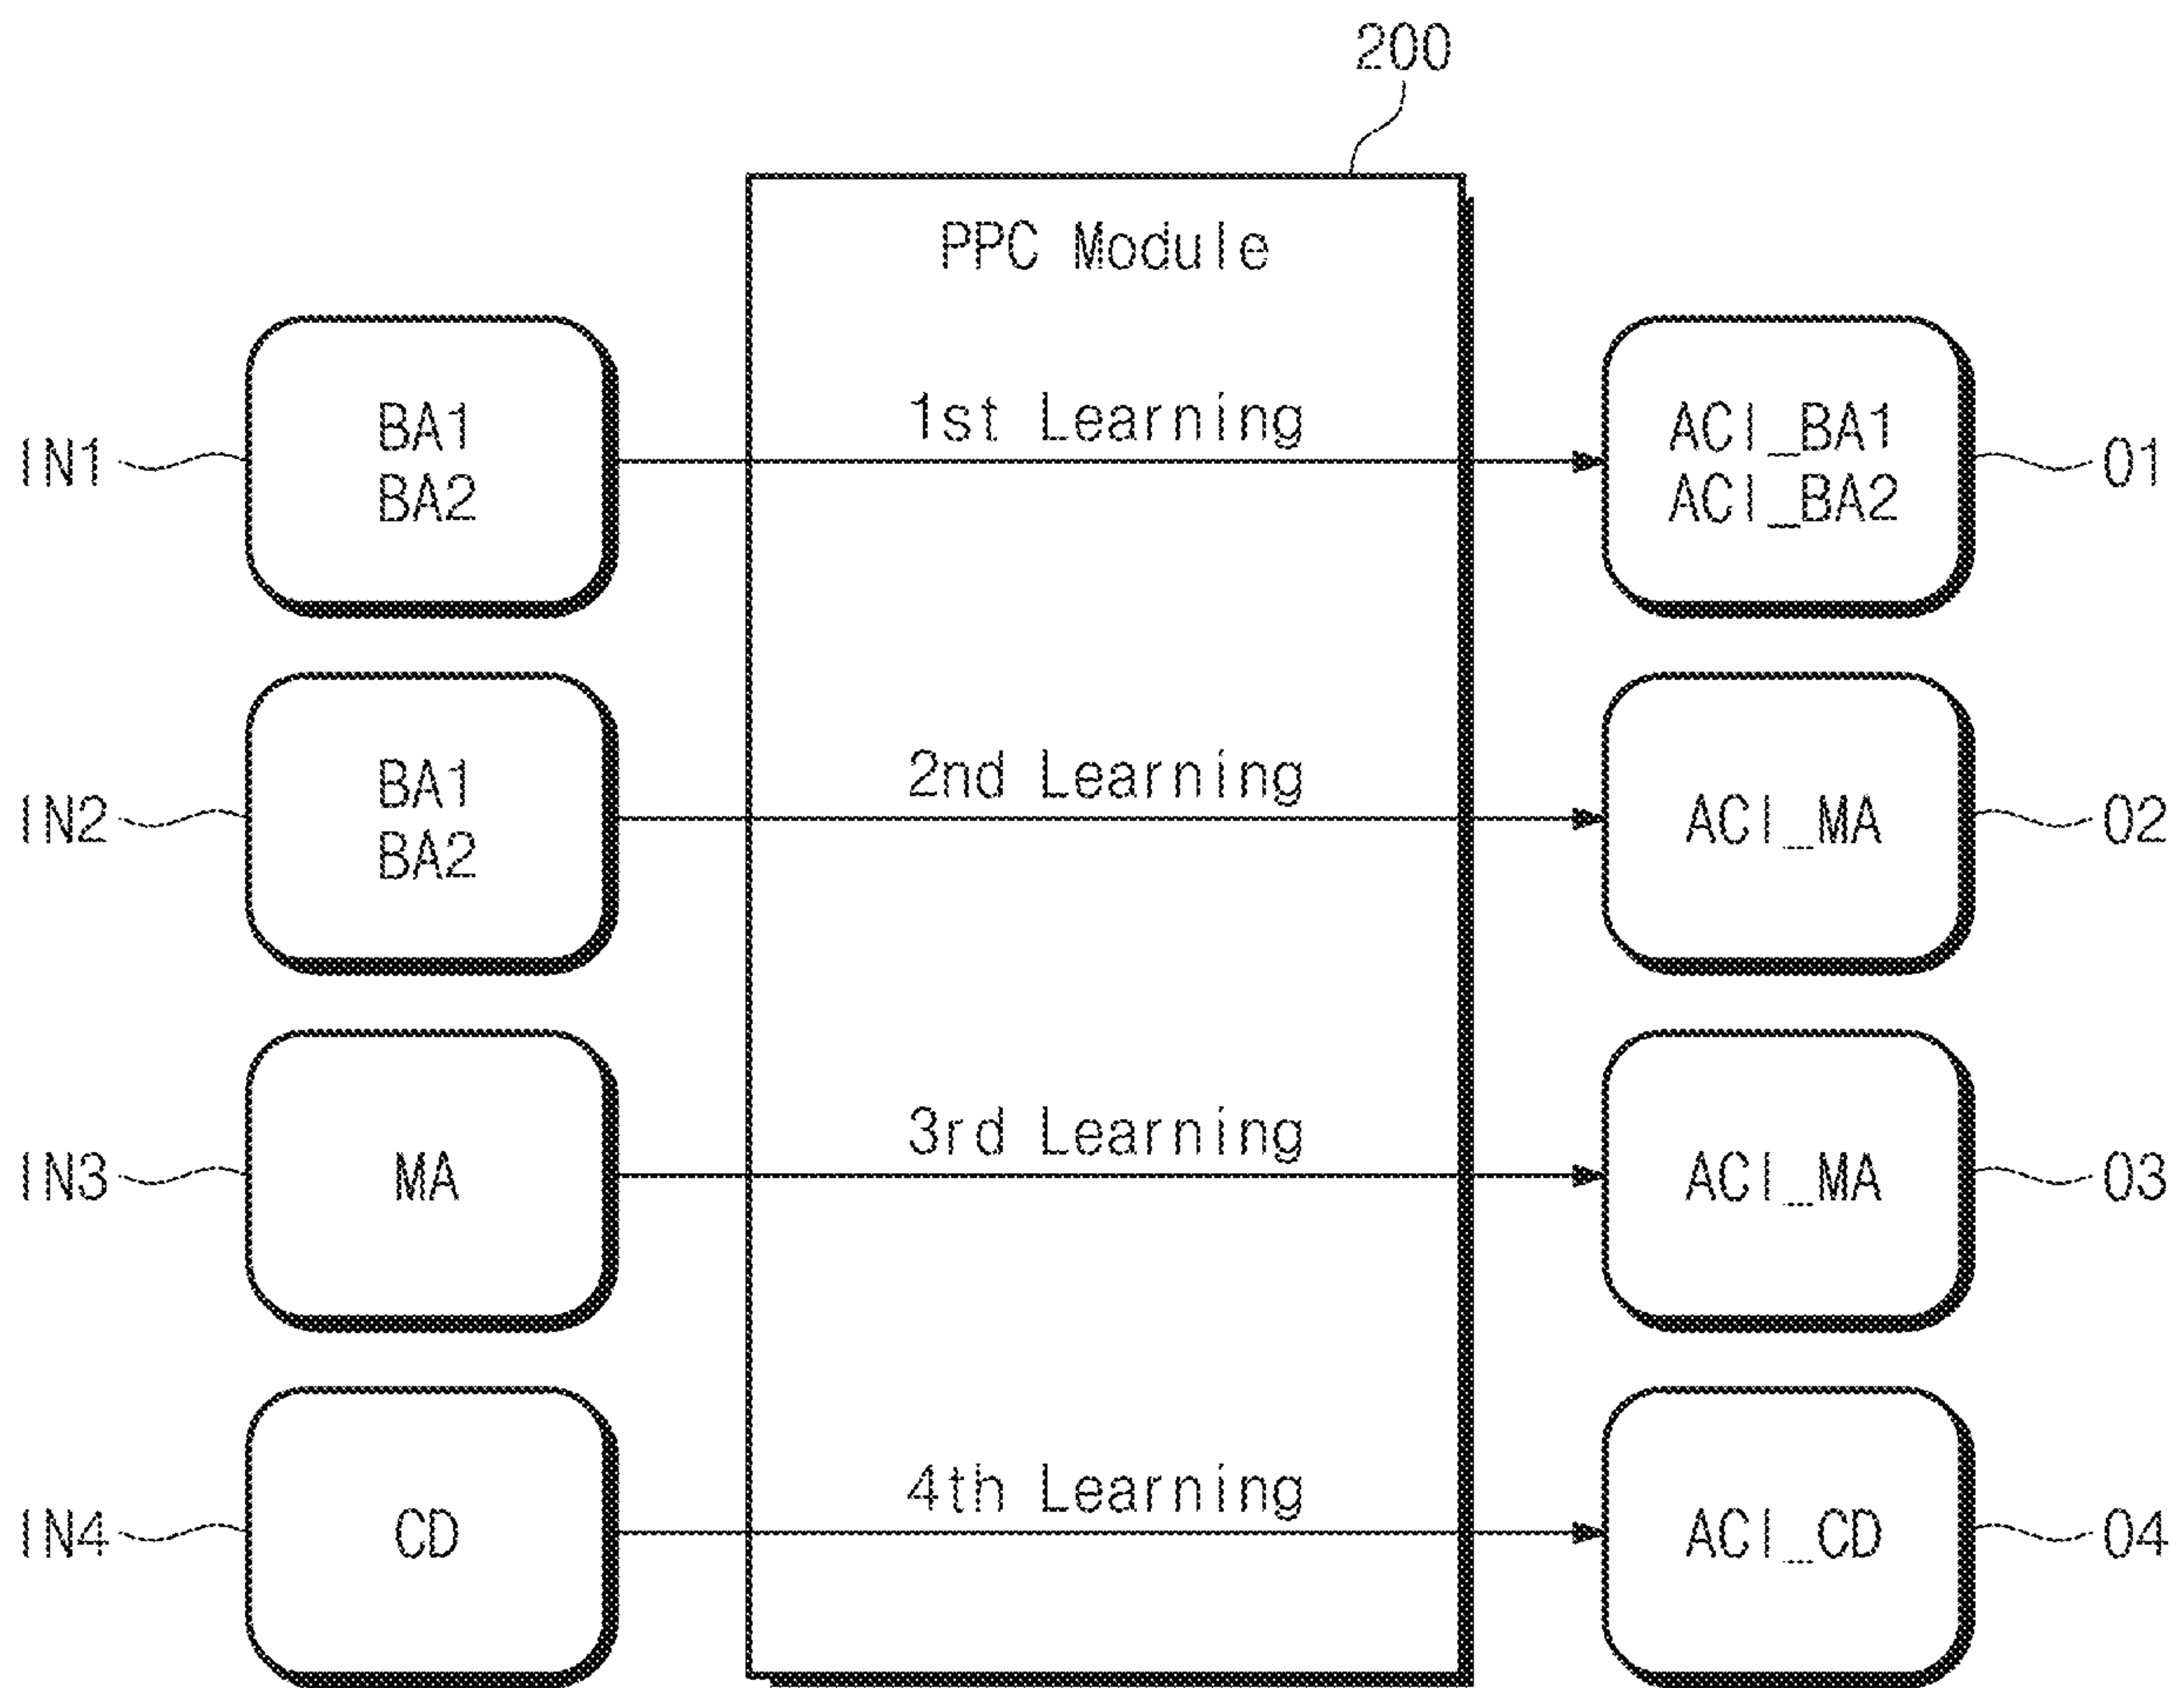 200
PPC Module
IN1
BA1
BA2
1st Learning
ACI_BA1
ACI_BA2
O1
IN2
BA1
BA2
2nd Learning
ACI_MA
O2
IN3
MA
3rd Learning
ACI_MA
O3
IN4
CD
4th Learning
ACI_CD
O4